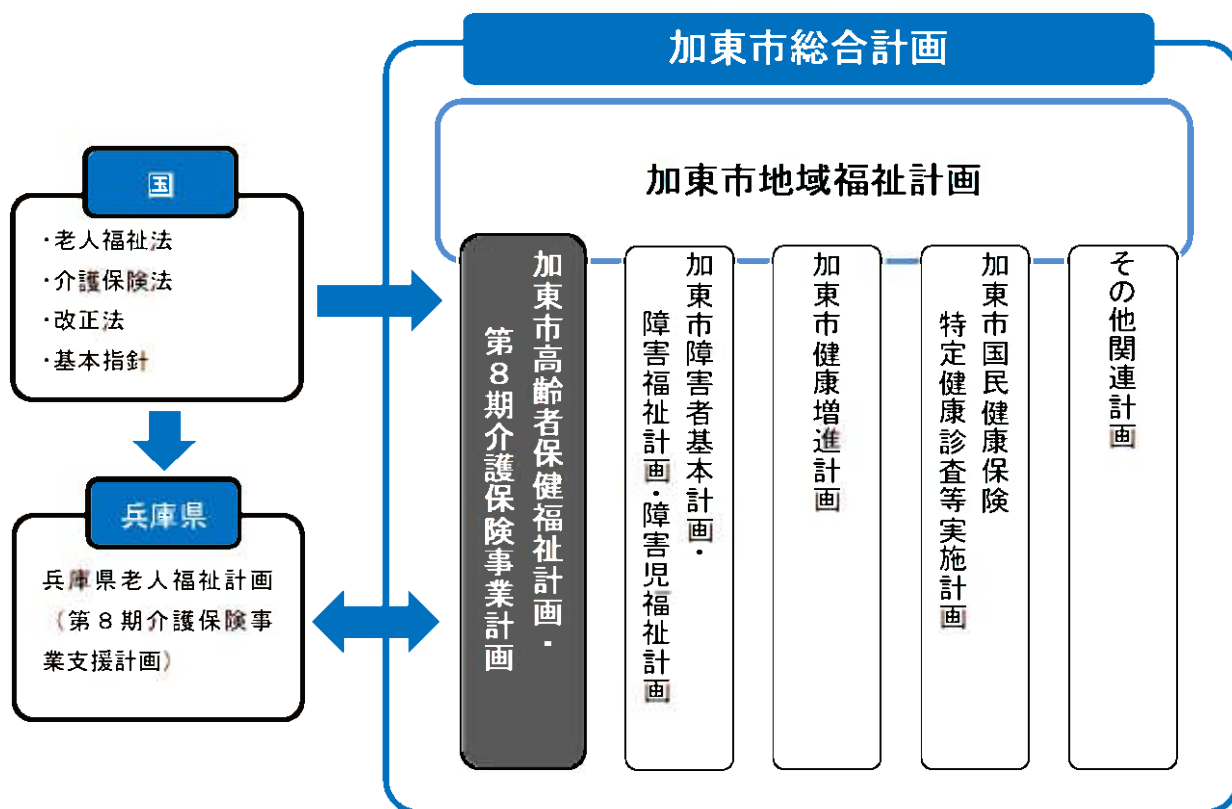 加東市総合計画
加東市地域福祉計画
国
・老人福祉法
・介護保険法
・改正法
・基本指針
兵庫県
兵庫県老人福祉計画
（第8期介護保険事
業支援計画）
加東市高齢者保健福祉計画・
第8期介護保険事業計画
加東市障害者基本計画・
障害福祉計画・障害児福祉計画
加東市健康増進計画
加東市国民健康保険
特定健康診査等実施計画
その他関連計画